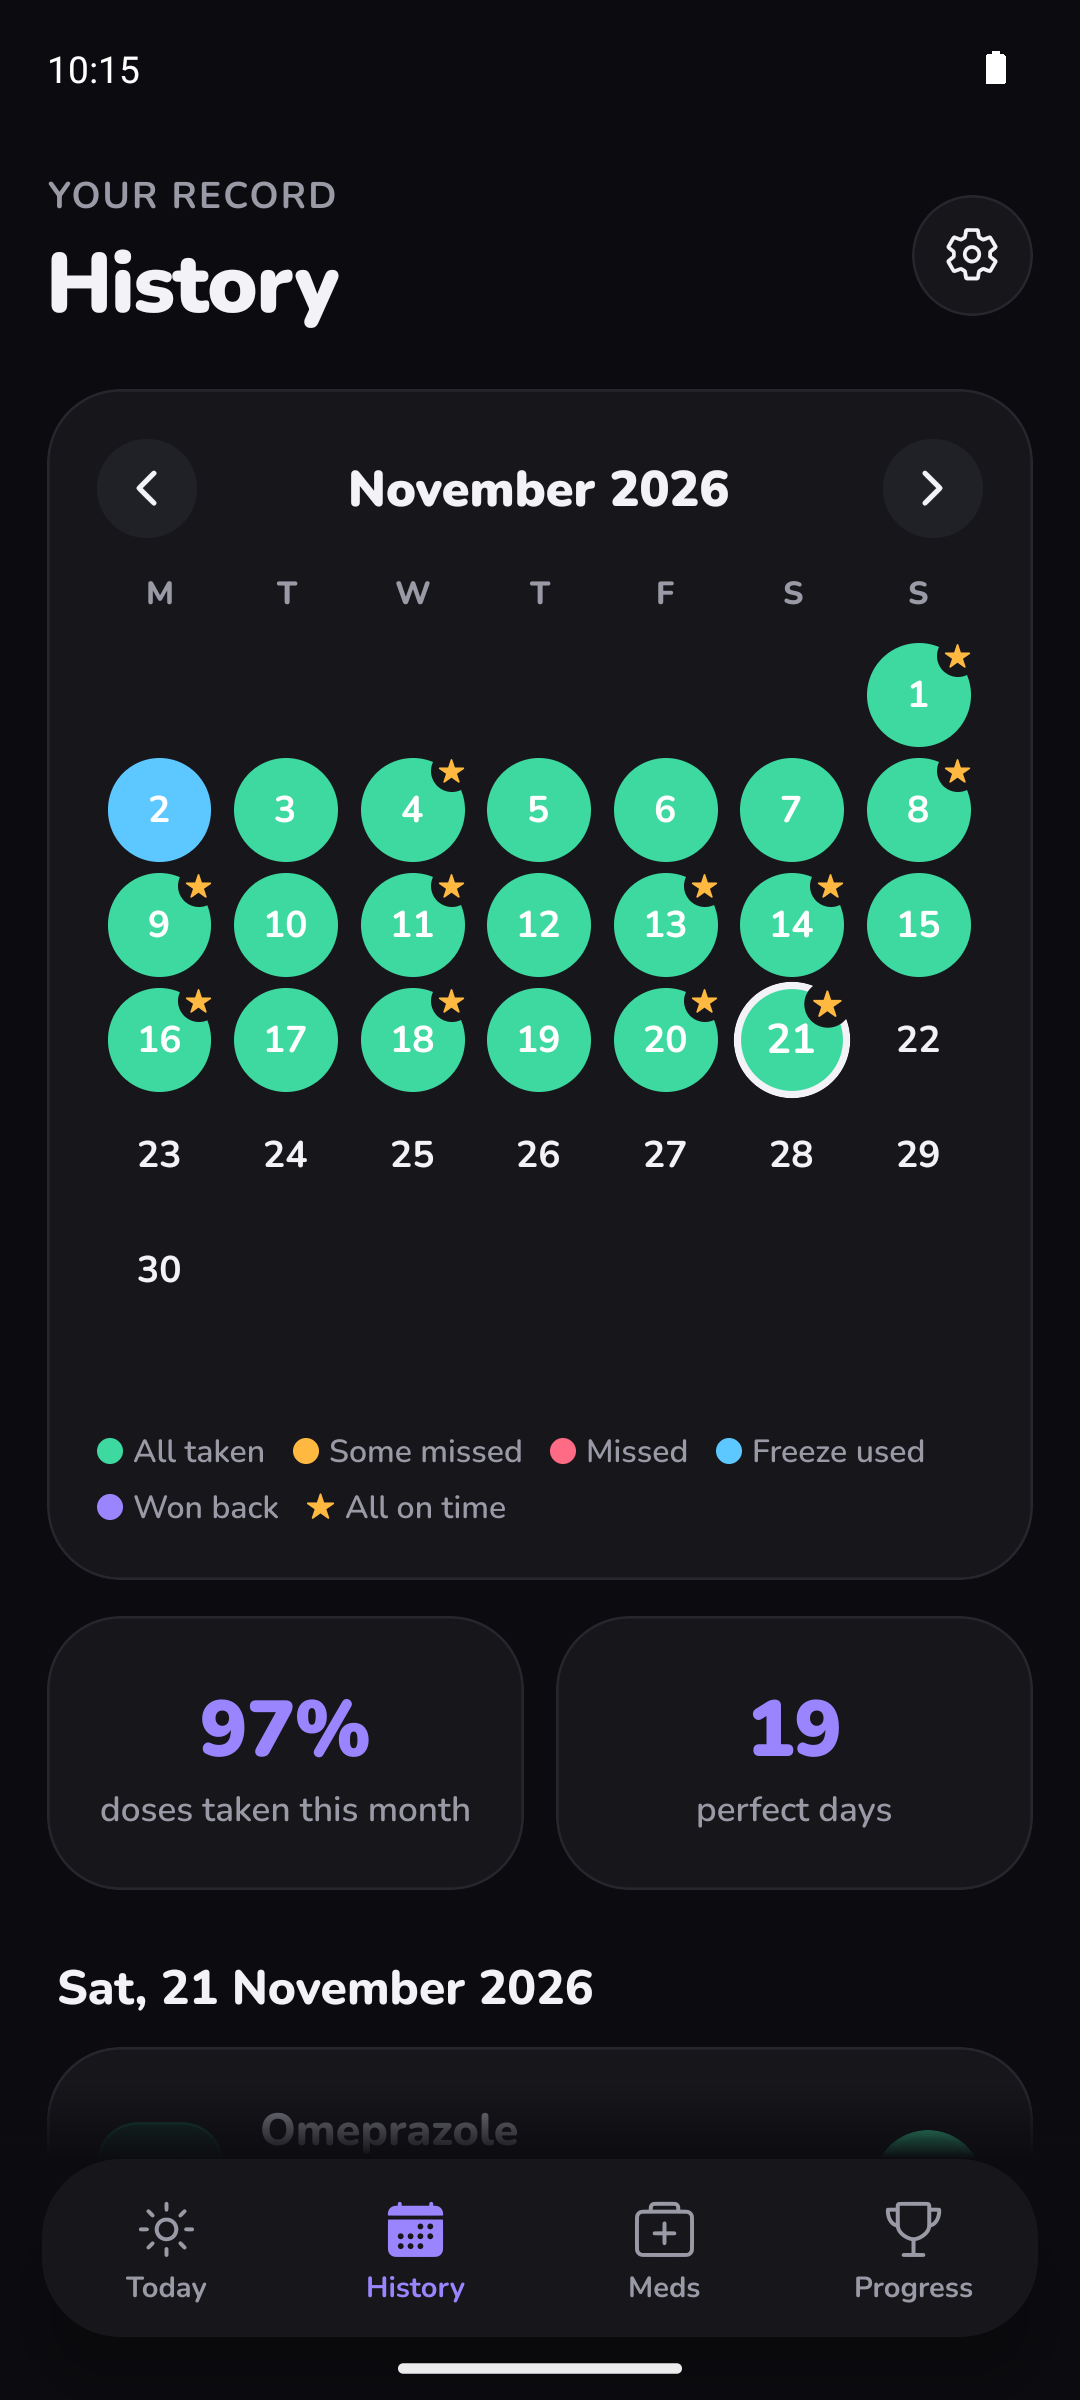 10:15
YOUR RECORD
History
November 2026
M T W T F S S
1
2 3 4 5 6 7 8
9 10 11 12 13 14 15
16 17 18 19 20 21 22
23 24 25 26 27 28 29
30
All taken Some missed Missed Freeze used
Won back All on time
97% 19
doses taken this month perfect days
Sat, 21 November 2026
Omeprazole
Today History Meds Progress